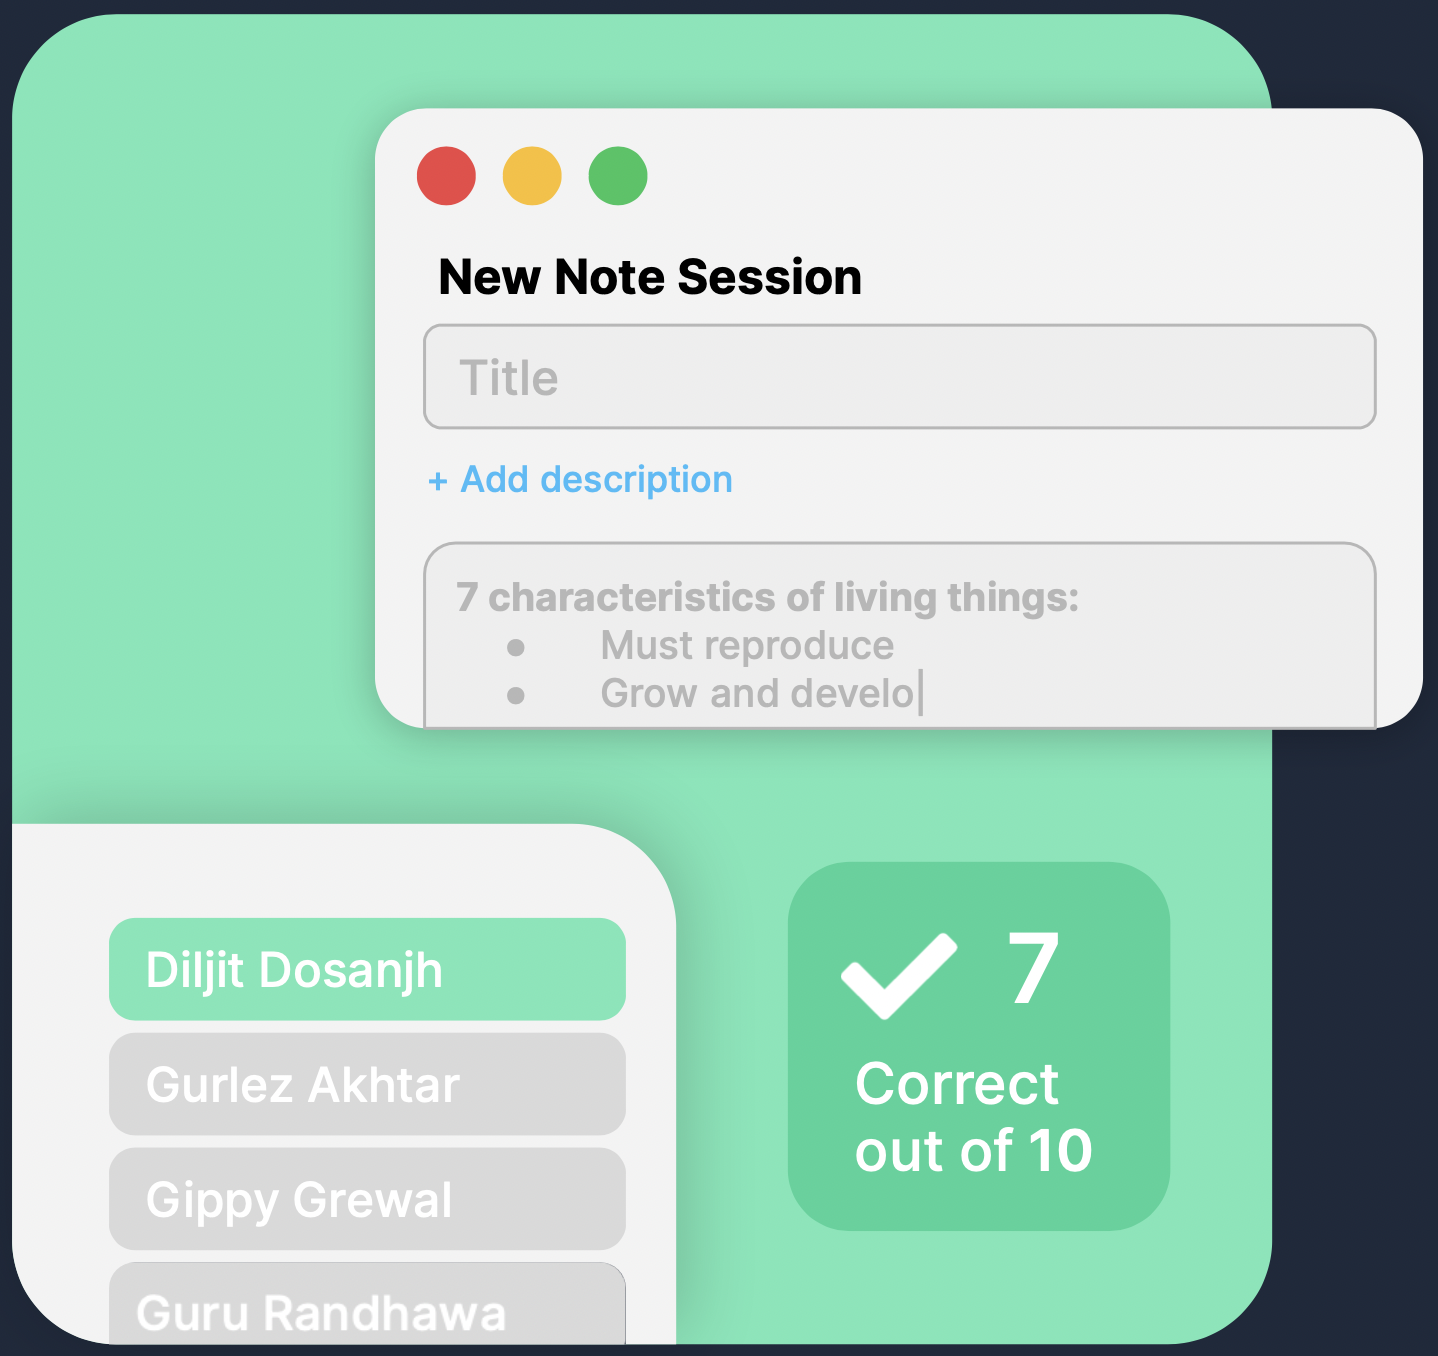 New Note Session
Title
+ Add description
7 characteristics of living things:
● Must reproduce
● Grow and develo
Diljit Dosanjh
Gurlez Akhtar
Gippy Grewal
Guru Randhawa
7
Correct
out of 10